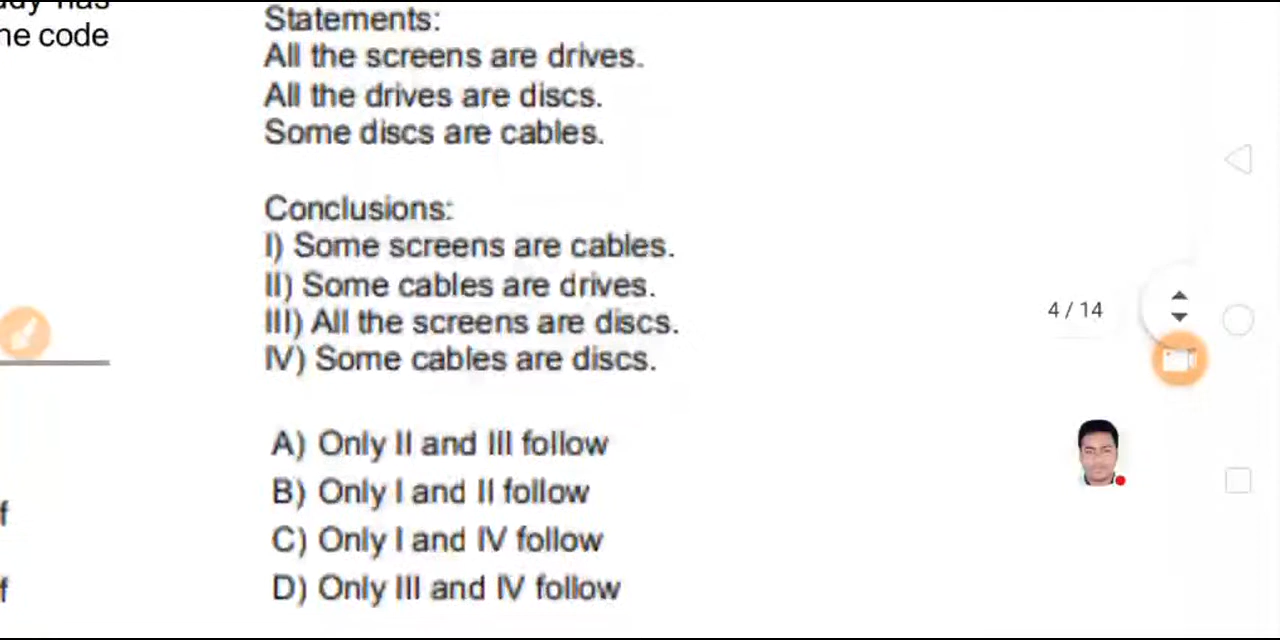 he code
Statements:
All the screens are drives.
All the drives are discs.
Some discs are cables.
Conclusions:
I) Some screens are cables.
II) Some cables are drives.
III) All the screens are discs.
IV) Some cables are discs.
4 / 14
A) Only II and III follow
B) Only I and II follow
C) Only I and IV follow
D) Only III and IV follow
f
f